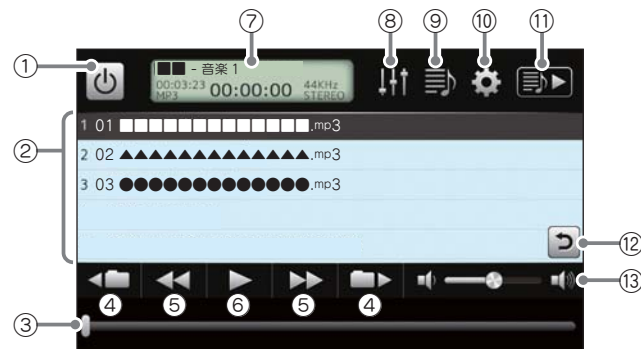 ⑦ ⑧ ⑨ ⑩ ⑪
①
■■ - 音楽 1
00:03:23 00:00:00 44KHz
MP3 STEREO
②
1 01 ■■■■■■■■■■■■■.mp3
2 02 ▲▲▲▲▲▲▲▲▲▲▲▲▲.mp3
3 03 ●●●●●●●●●●●●●.mp3
⑫
④ ⑤ ⑥ ⑤ ④ ⑬
③